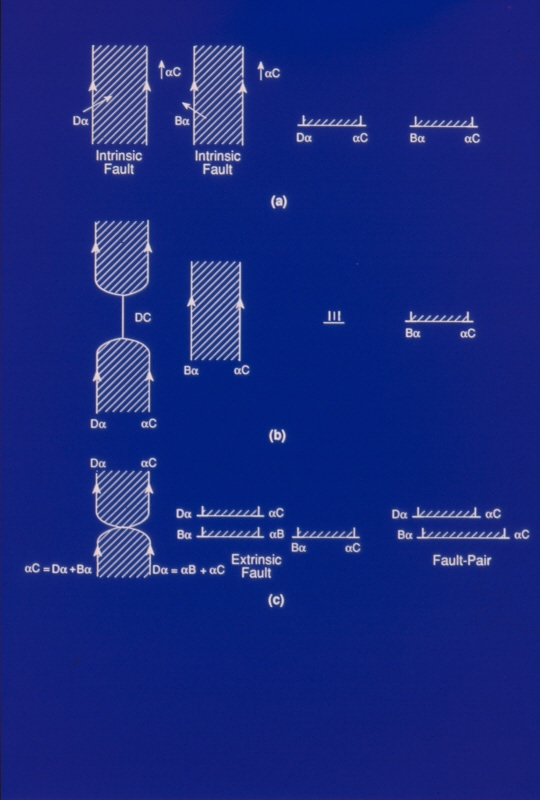 αC
αC
Dα
Bα
Dα
αC
Bα
αC
Intrinsic
Fault
Intrinsic
Fault
(a)
DC
Bα
αC
Bα
αC
Dα
αC
(b)
Dα
αC
Dα
αC
Dα
αC
Bα
αB
Bα
αC
Bα
αC
Extrinsic
Fault
Fault-Pair
αC = Dα + Bα
Dα = αB + αC
(c)